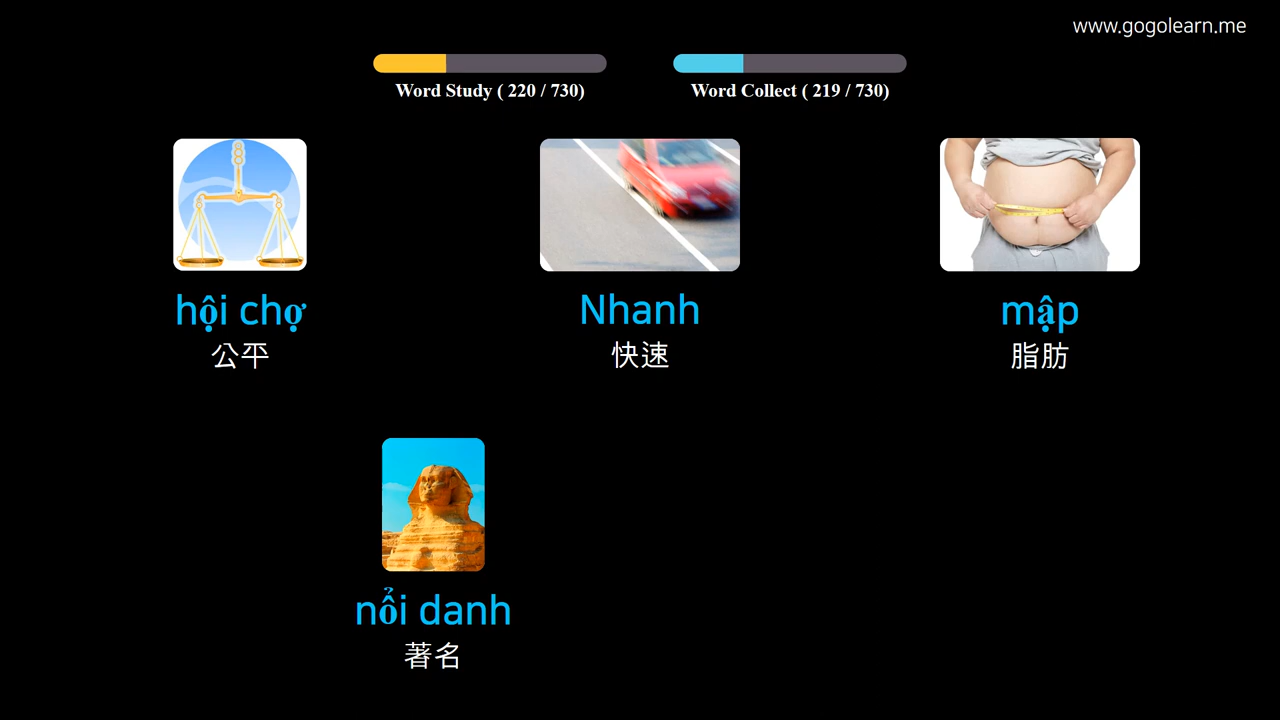 www.gogolearn.me
Word Study ( 220 / 730)
Word Collect ( 219 / 730)
hội chợ
公平
Nhanh
快速
mập
脂肪
nổi danh
著名